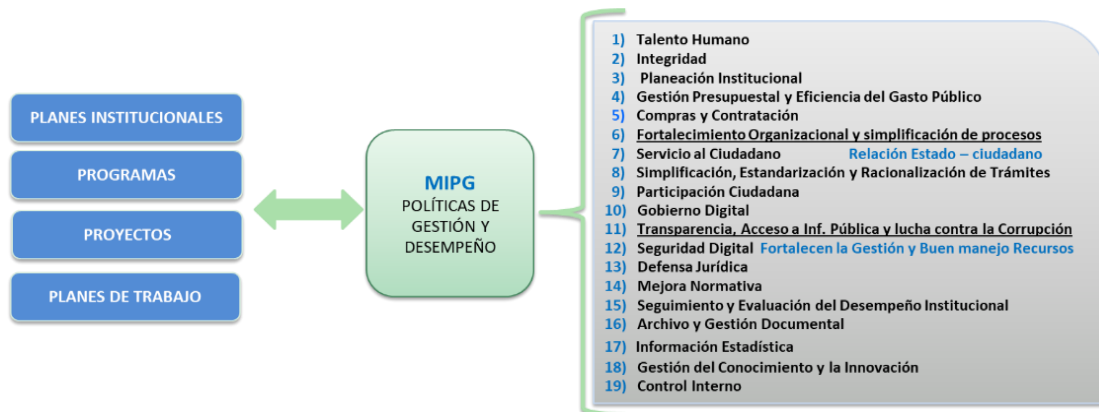 PLANES INSTITUCIONALES
PROGRAMAS
PROYECTOS
PLANES DE TRABAJO
MIPG
POLÍTICAS DE
GESTIÓN Y
DESEMPEÑO
1) Talento Humano
2) Integridad
3) Planeación Institucional
4) Gestión Presupuestal y Eficiencia del Gasto Público
5) Compras y Contratación
6) Fortalecimiento Organizacional y simplificación de procesos
7) Servicio al Ciudadano Relación Estado – ciudadano
8) Simplificación, Estandarización y Racionalización de Trámites
9) Participación Ciudadana
10) Gobierno Digital
11) Transparencia, Acceso a Inf. Pública y lucha contra la Corrupción
12) Seguridad Digital Fortalecen la Gestión y Buen manejo Recursos
13) Defensa Jurídica
14) Mejora Normativa
15) Seguimiento y Evaluación del Desempeño Institucional
16) Archivo y Gestión Documental
17) Información Estadística
18) Gestión del Conocimiento y la Innovación
19) Control Interno